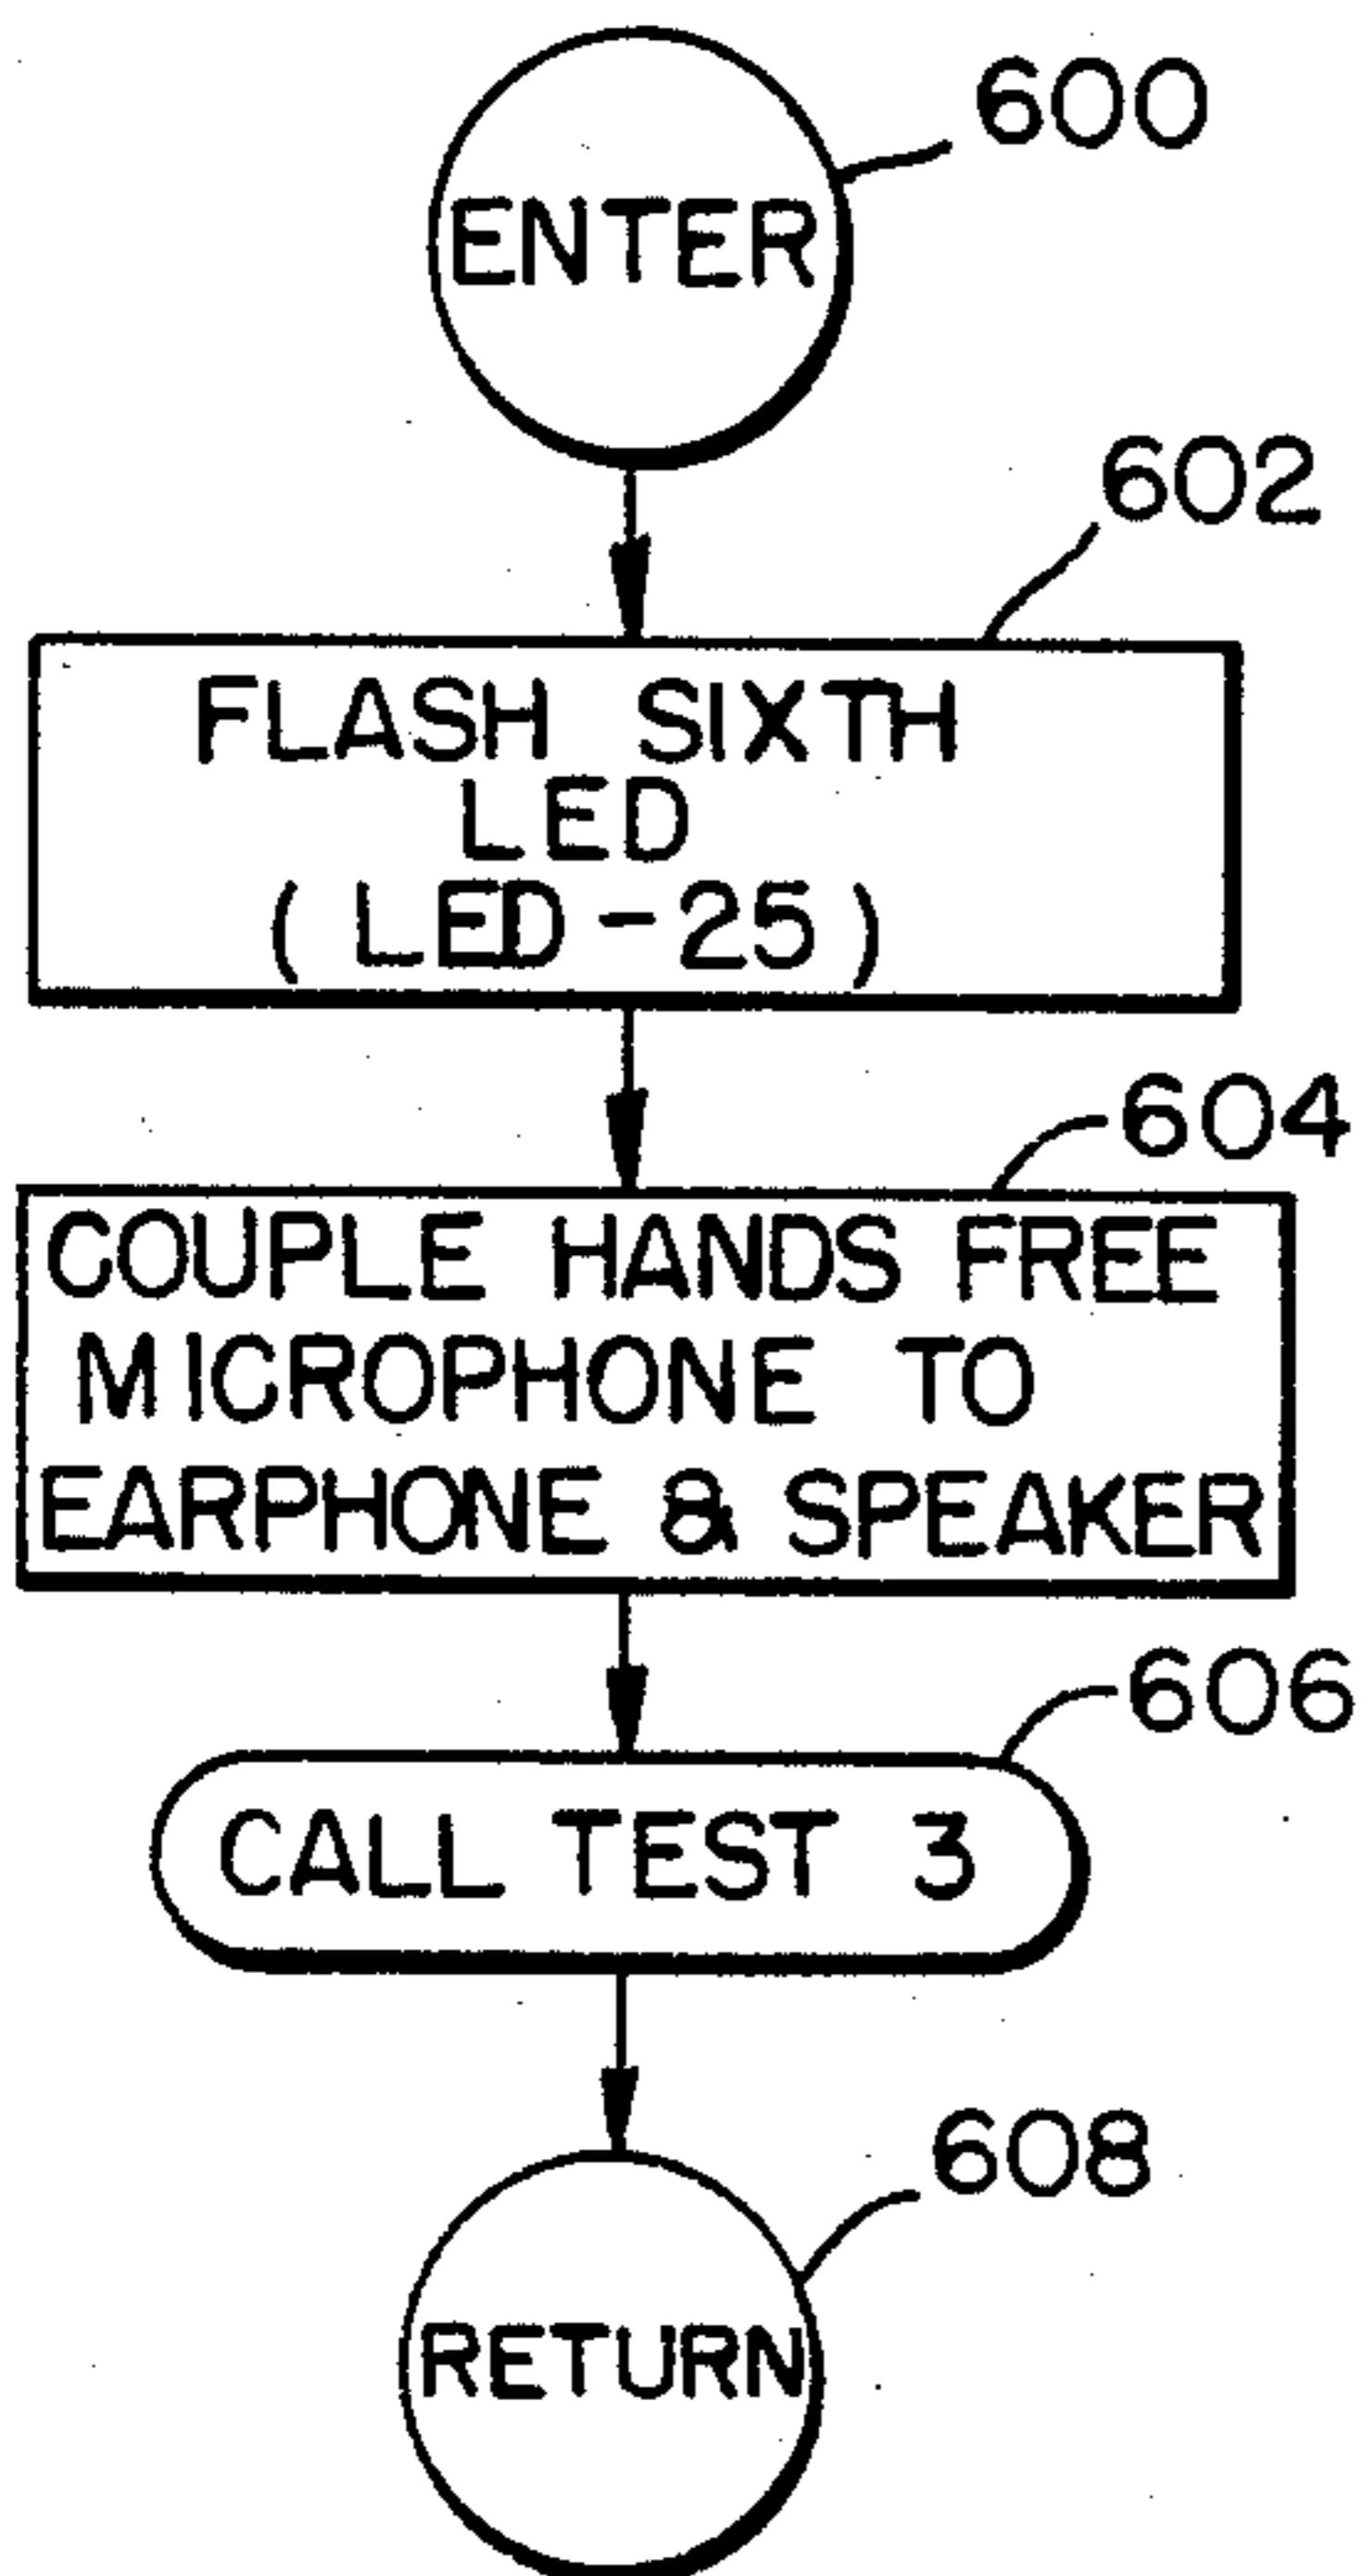 600
ENTER
602
FLASH SIXTH
LED
(LED-25)
604
COUPLE HANDS FREE
MICROPHONE TO
EARPHONE & SPEAKER
606
CALL TEST 3
608
RETURN